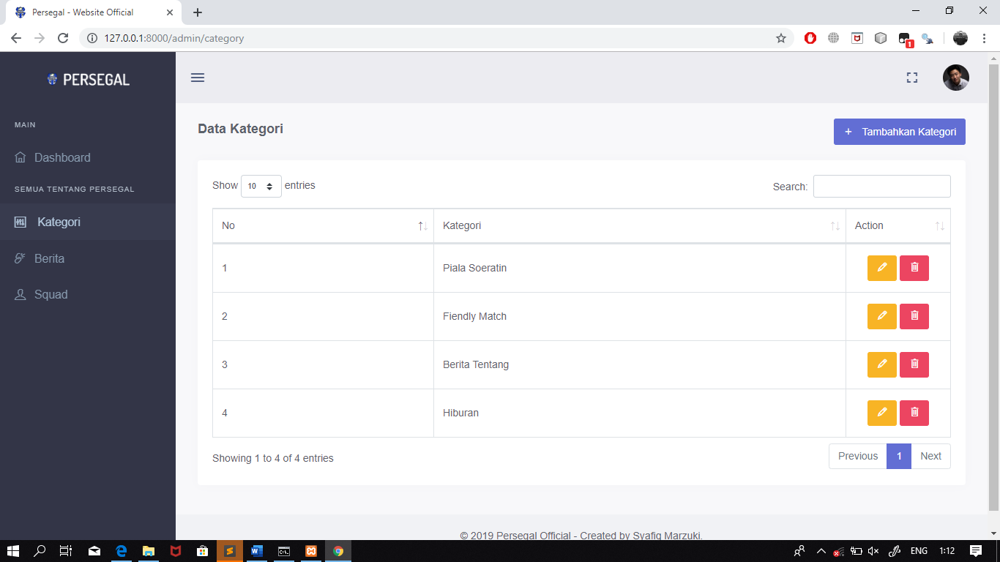 Persegal - Website Official
127.0.0.1:8000/admin/category
1
PERSEGAL
MAIN
Dashboard
SEMUA TENTANG PERSEGAL
Kategori
Berita
Squad
Data Kategori
+ Tambahkan Kategori
Show 10 entries
Search:
No Kategori Action
1 Piala Soeratin
2 Fiendly Match
3 Berita Tentang
4 Hiburan
Showing 1 to 4 of 4 entries
Previous 1 Next
© 2019 Persegal Official - Created by Syafiq Marzuki.
ENG 1:12